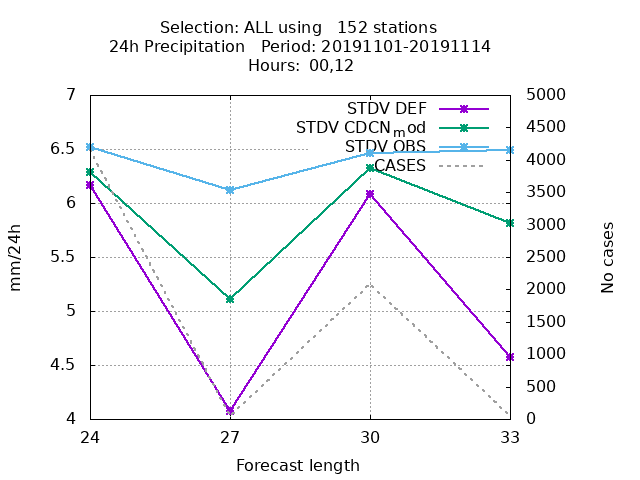 Selection: ALL using   152 stations
24h Precipitation   Period: 20191101-20191114
Hours:  00,12
7
6.5
6
5.5
5
4.5
4
mm/24h
5000
4500
4000
3500
3000
2500
2000
1500
1000
500
0
No cases
STDV DEF
STDV CDCNmod
STDV OBS
CASES
24
27
30
33
Forecast length